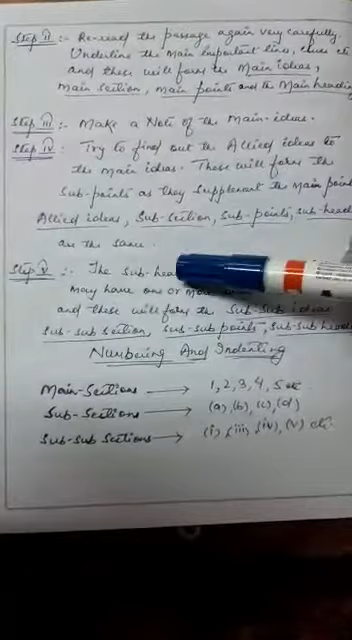 Step II :- Re-read the passage again very carefully.
Underline the main important line, clues etc
and these will form the Main ideas,
main section, main points and the Main heading
Step III :- Make a Note of the main-ideas.
Step IV :- Try to find out the Allied ideas to
the main ideas. These will form the
Sub-points as they supplement the main point
Allied ideas, Sub-section, Sub-points, sub-head
are the same.
Step V :- The Sub-hea
may have one or mo
and these will form the Sub-Sub ideas
Sub-sub section, Sub-sub points, Sub-Sub head
Numbering And Indenting
Main-Sections → 1, 2, 3, 4, 5 etc.
Sub-Sections → (a), (b), (c), (d)
Sub-Sub Sections → (i) (iii) (iv), (v) etc.